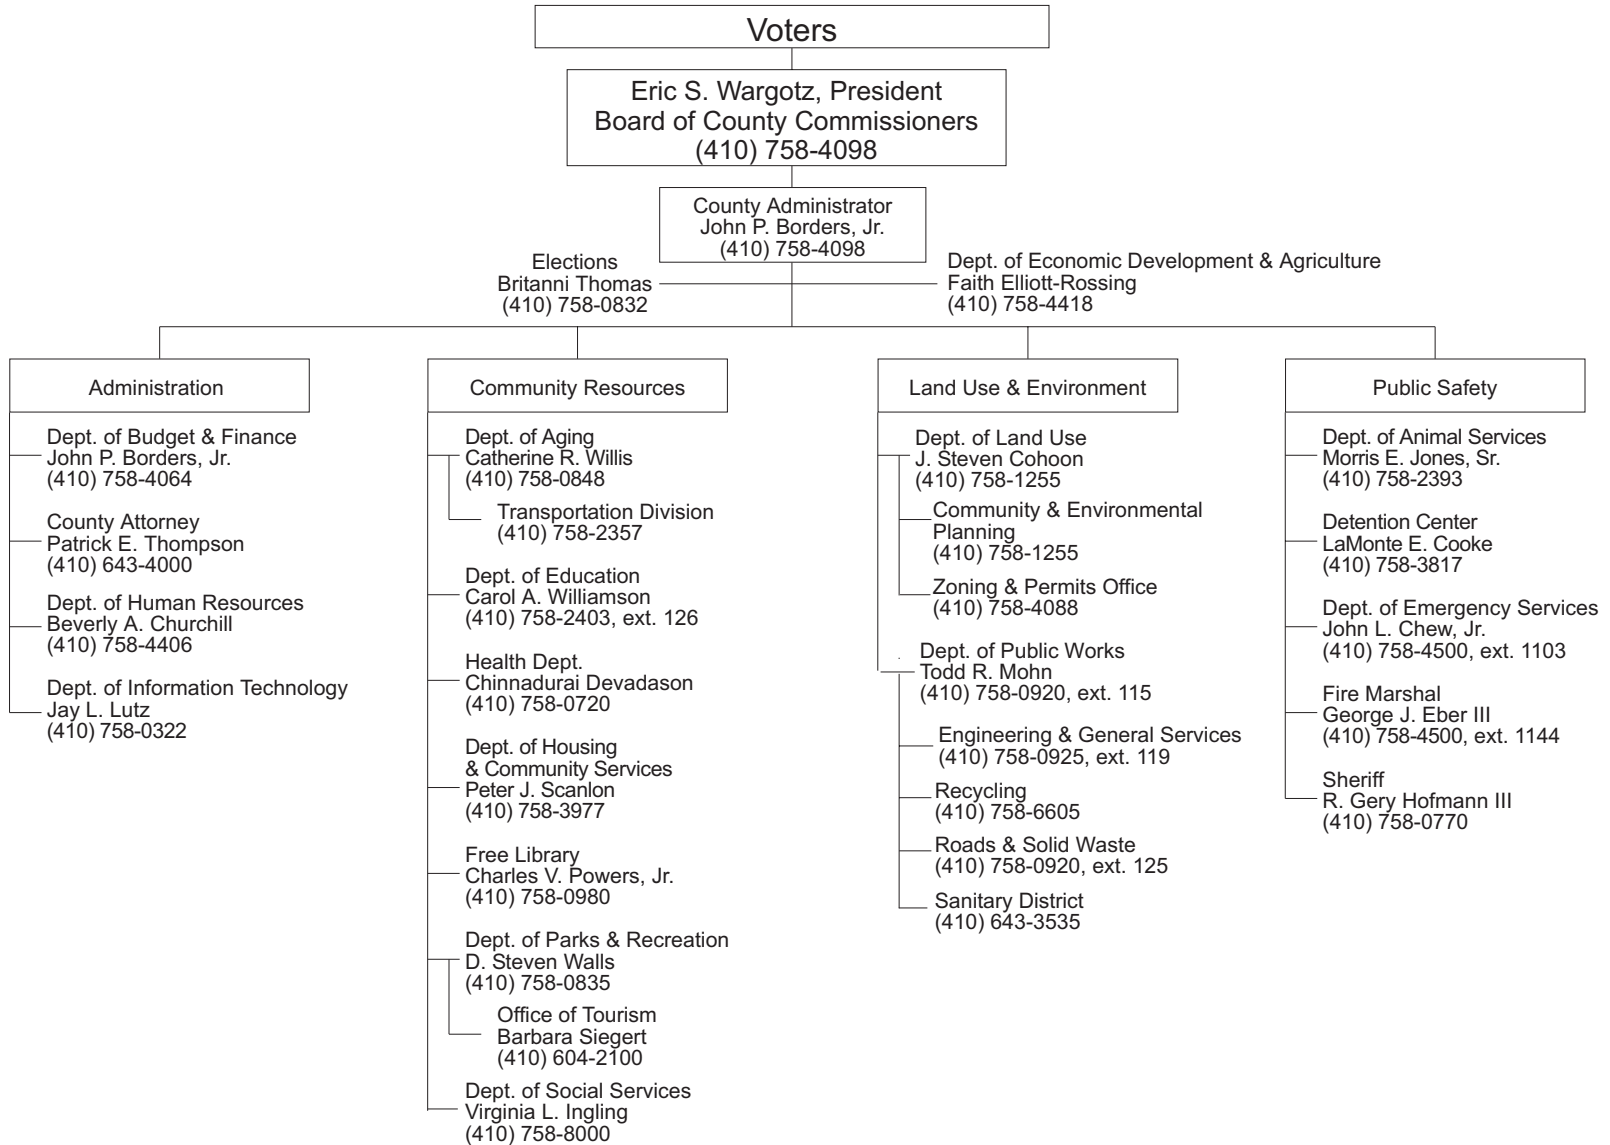 Voters
Eric S. Wargotz, President
Board of County Commissioners
(410) 758-4098
County Administrator
John P. Borders, Jr.
(410) 758-4098
Elections
Britanni Thomas
(410) 758-0832
Dept. of Economic Development & Agriculture
Faith Elliott-Rossing
(410) 758-4418
Administration
Dept. of Budget & Finance
John P. Borders, Jr.
(410) 758-4064
County Attorney
Patrick E. Thompson
(410) 643-4000
Dept. of Human Resources
Beverly A. Churchill
(410) 758-4406
Dept. of Information Technology
Jay L. Lutz
(410) 758-0322
Community Resources
Dept. of Aging
Catherine R. Willis
(410) 758-0848
Transportation Division
(410) 758-2357
Dept. of Education
Carol A. Williamson
(410) 758-2403, ext. 126
Health Dept.
Chinnadurai Devadason
(410) 758-0720
Dept. of Housing
& Community Services
Peter J. Scanlon
(410) 758-3977
Free Library
Charles V. Powers, Jr.
(410) 758-0980
Dept. of Parks & Recreation
D. Steven Walls
(410) 758-0835
Office of Tourism
Barbara Siegert
(410) 604-2100
Dept. of Social Services
Virginia L. Ingling
(410) 758-8000
Land Use & Environment
Dept. of Land Use
J. Steven Cohoon
(410) 758-1255
Community & Environmental
Planning
(410) 758-1255
Zoning & Permits Office
(410) 758-4088
Dept. of Public Works
Todd R. Mohn
(410) 758-0920, ext. 115
Engineering & General Services
(410) 758-0925, ext. 119
Recycling
(410) 758-6605
Roads & Solid Waste
(410) 758-0920, ext. 125
Sanitary District
(410) 643-3535
Public Safety
Dept. of Animal Services
Morris E. Jones, Sr.
(410) 758-2393
Detention Center
LaMonte E. Cooke
(410) 758-3817
Dept. of Emergency Services
John L. Chew, Jr.
(410) 758-4500, ext. 1103
Fire Marshal
George J. Eber III
(410) 758-4500, ext. 1144
Sheriff
R. Gery Hofmann III
(410) 758-0770